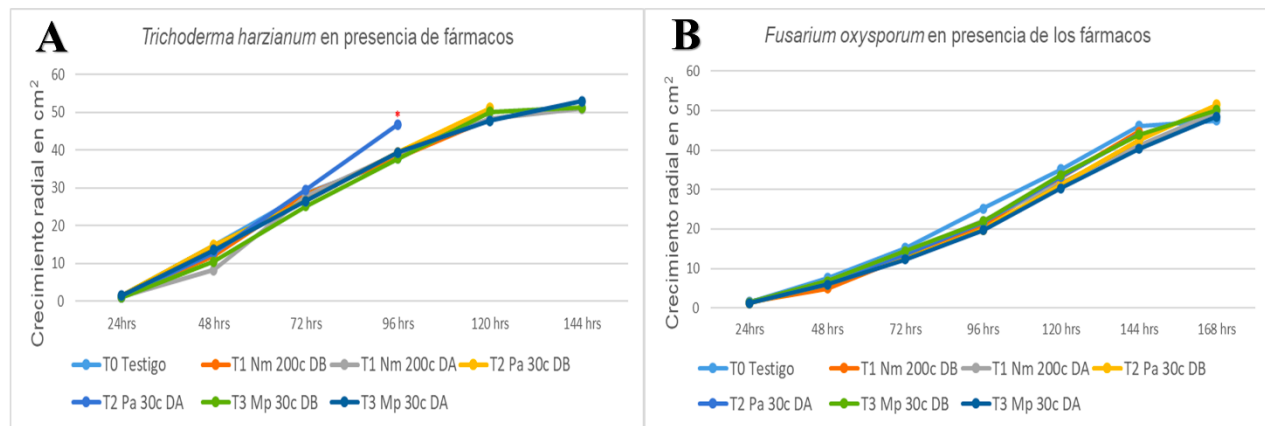 A
Trichoderma harzianum en presencia de fármacos
Crecimiento radial en cm²
60
50
40
30
20
10
0
*
24hrs 48 hrs 72 hrs 96 hrs 120 hrs 144 hrs
T0 Testigo T1 Nm 200c DB T1 Nm 200c DA T2 Pa 30c DB
T2 Pa 30c DA T3 Mp 30c DB T3 Mp 30c DA
B
Fusarium oxysporum en presencia de los fármacos
Crecimiento radial en cm²
60
50
40
30
20
10
0
24hrs 48 hrs 72 hrs 96 hrs 120 hrs 144 hrs 168 hrs
T0 Testigo T1 Nm 200c DB T1 Nm 200c DA T2 Pa 30c DB
T2 Pa 30c DA T3 Mp 30c DB T3 Mp 30c DA